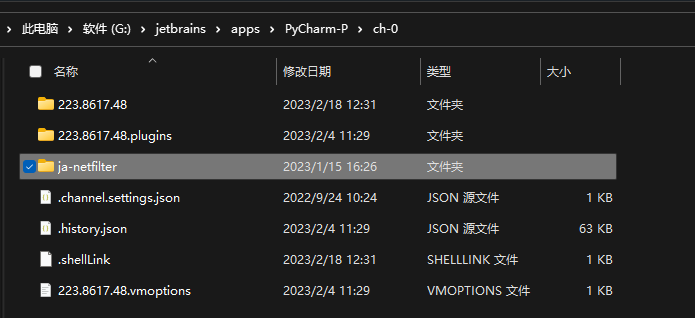 此电脑 > 软件 (G:) > jetbrains > apps > PyCharm-P > ch-0
名称 修改日期 类型 大小
223.8617.48 2023/2/18 12:31 文件夹
223.8617.48.plugins 2023/2/4 11:29 文件夹
ja-netfilter 2023/1/15 16:26 文件夹
.channel.settings.json 2022/9/24 10:24 JSON 源文件 1 KB
.history.json 2023/2/4 11:29 JSON 源文件 63 KB
.shellLink 2023/2/18 12:31 SHELLLINK 文件 1 KB
223.8617.48.vmoptions 2023/2/4 11:29 VMOPTIONS 文件 1 KB